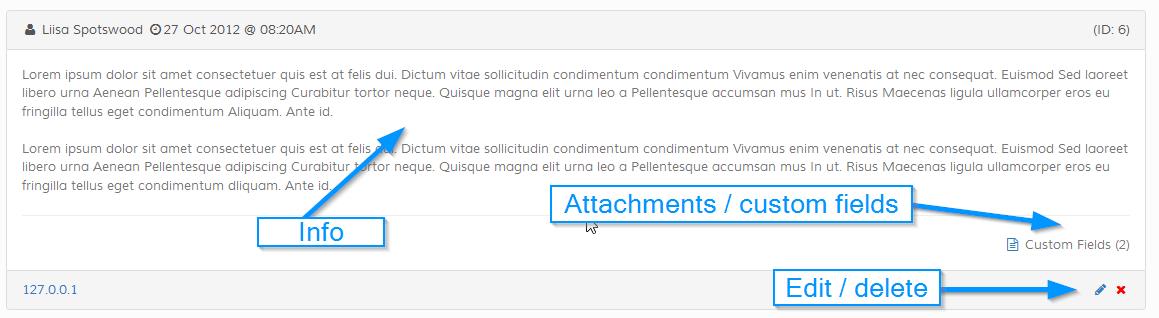 Liisa Spotswood 27 Oct 2012 @ 08:20AM (ID: 6)
Lorem ipsum dolor sit amet consectetuer quis est at felis dui. Dictum vitae sollicitudin condimentum condimentum Vivamus enim venenatis at nec consequat. Euismod Sed laoreet
libero urna Aenean Pellentesque adipiscing Curabitur tortor neque. Quisque magna elit urna leo a Pellentesque accumsan mus In ut. Risus Maecenas ligula ullamcorper eros eu
fringilla tellus eget condimentum Aliquam. Ante id.
Lorem ipsum dolor sit amet consectetuer quis est at felis dui. Dictum vitae sollicitudin condimentum condimentum Vivamus enim venenatis at nec consequat. Euismod Sed laoreet
libero urna Aenean Pellentesque adipiscing Curabitur tortor neque. Quisque magna elit urna leo a Pellentesque accumsan mus In ut. Risus Maecenas ligula ullamcorper eros eu
fringilla tellus eget condimentum dliquam. Ante id.
Attachments / custom fields
Info
Custom Fields (2)
127.0.0.1
Edit / delete